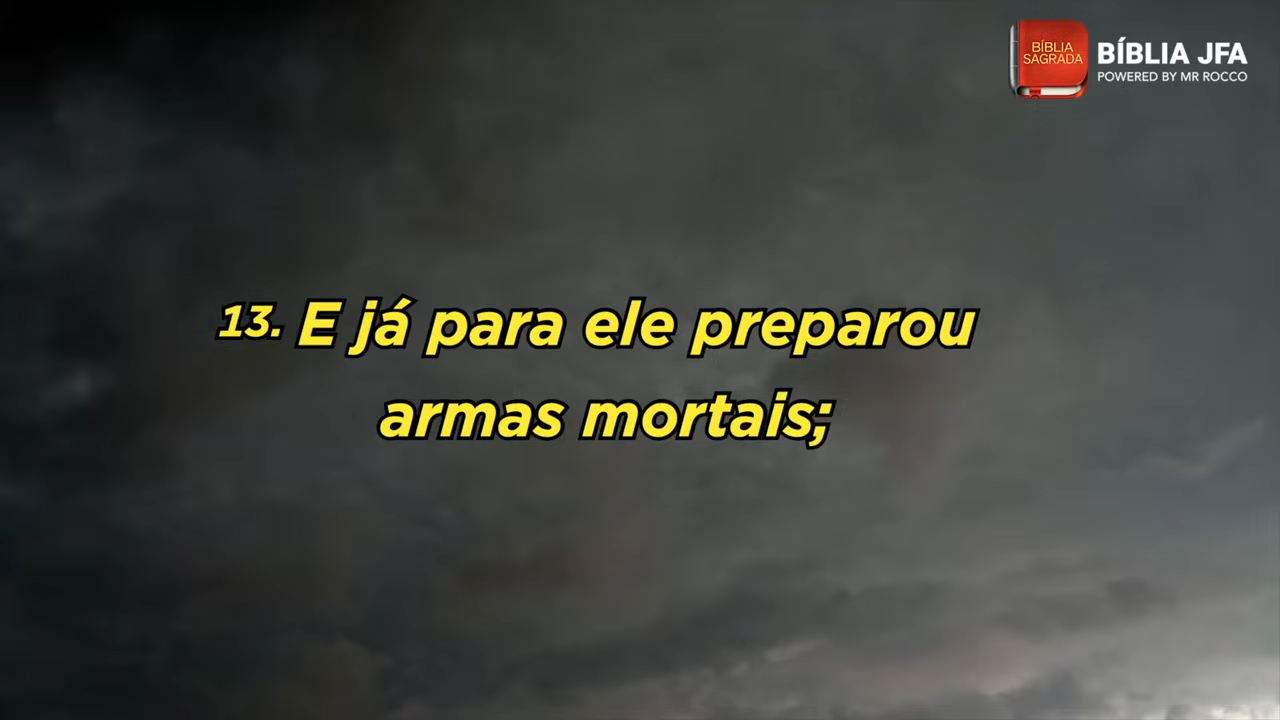 BÍBLIA
SAGRADA
BÍBLIA JFA
POWERED BY MR ROCCO
13. E já para ele preparou
armas mortais;